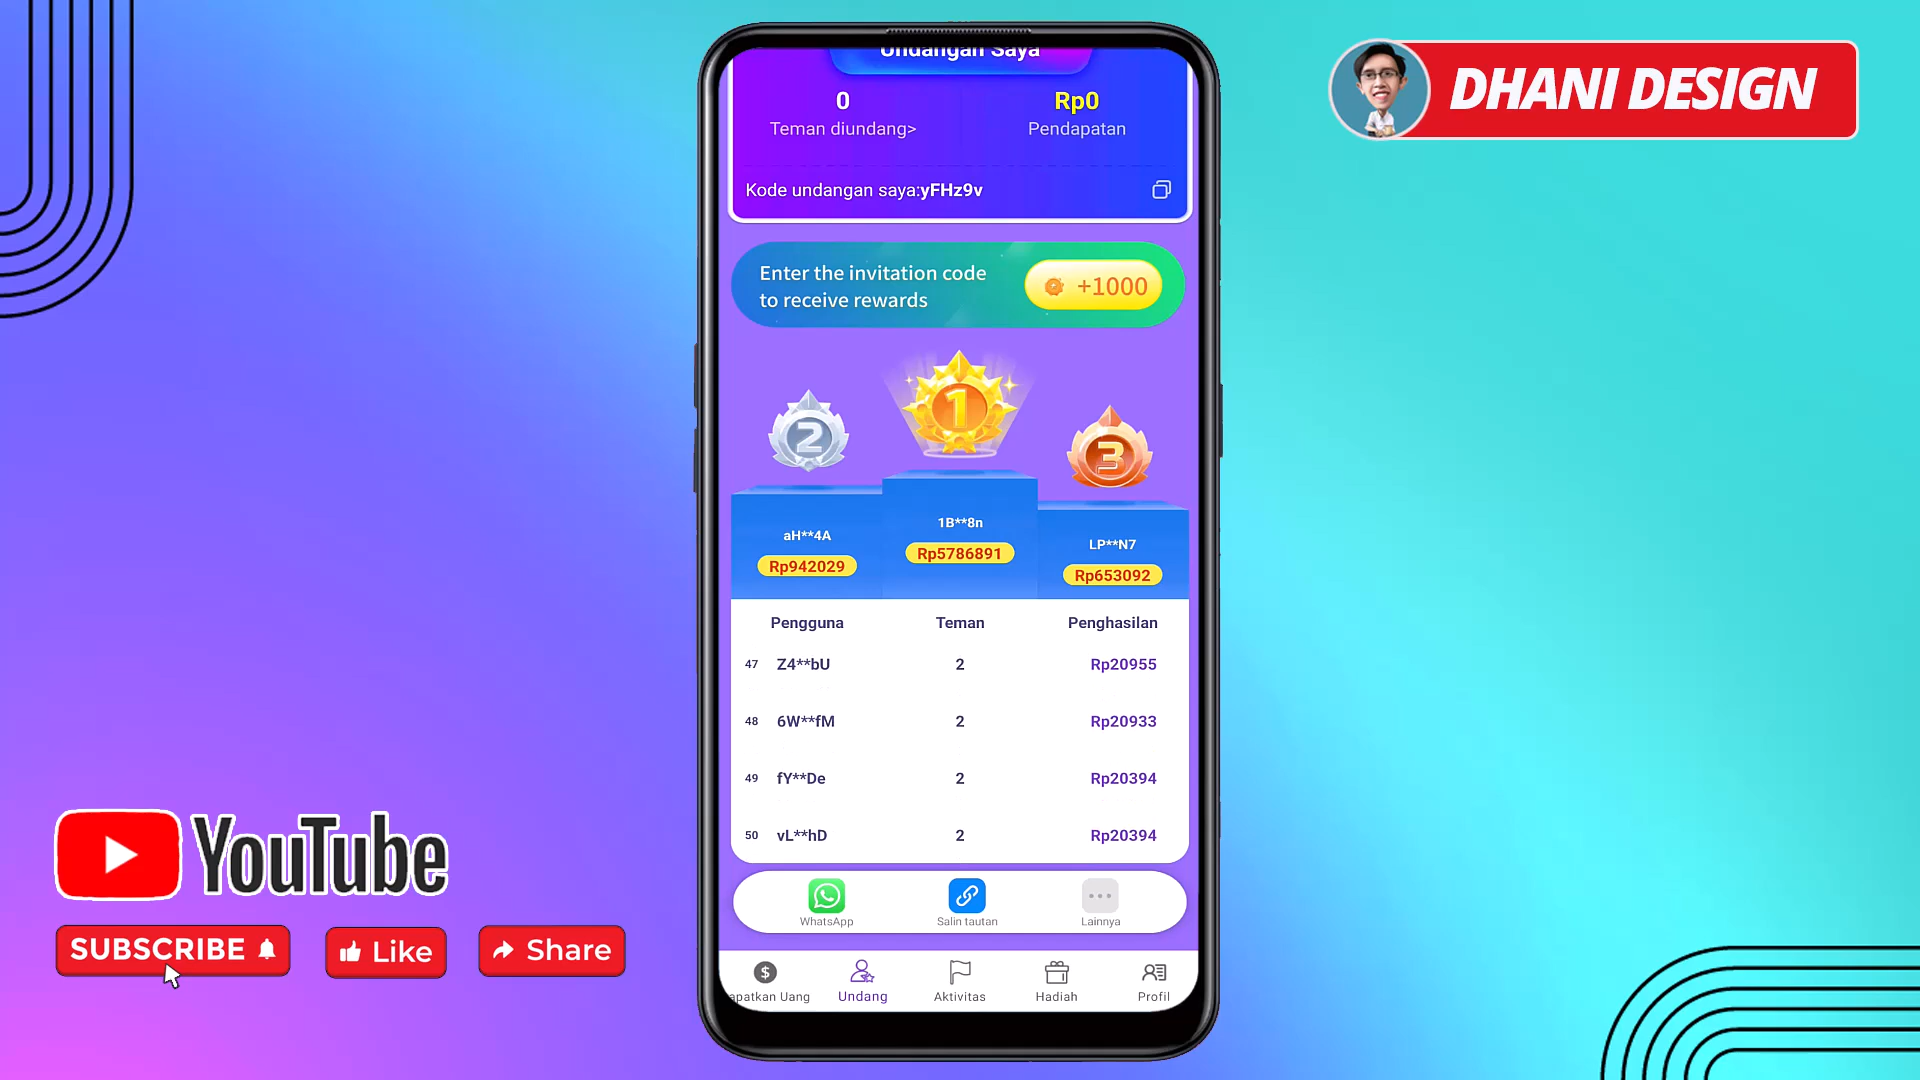 DHANI DESIGN
Undangan Saya
0
Rp0
Teman diundang>
Pendapatan
Kode undangan saya:yFHz9v
Enter the invitation code
to receive rewards
+1000
1
2
3
1B**8n
aH**4A
LP**N7
Rp5786891
Rp942029
Rp653092
Pengguna Teman Penghasilan
47 Z4**bU 2 Rp20955
48 6W**fM 2 Rp20933
49 fY**De 2 Rp20394
50 vL**hD 2 Rp20394
WhatsApp Salin tautan Lainnya
apatkan Uang Undang Aktivitas Hadiah Profil
YouTube
SUBSCRIBE Like Share